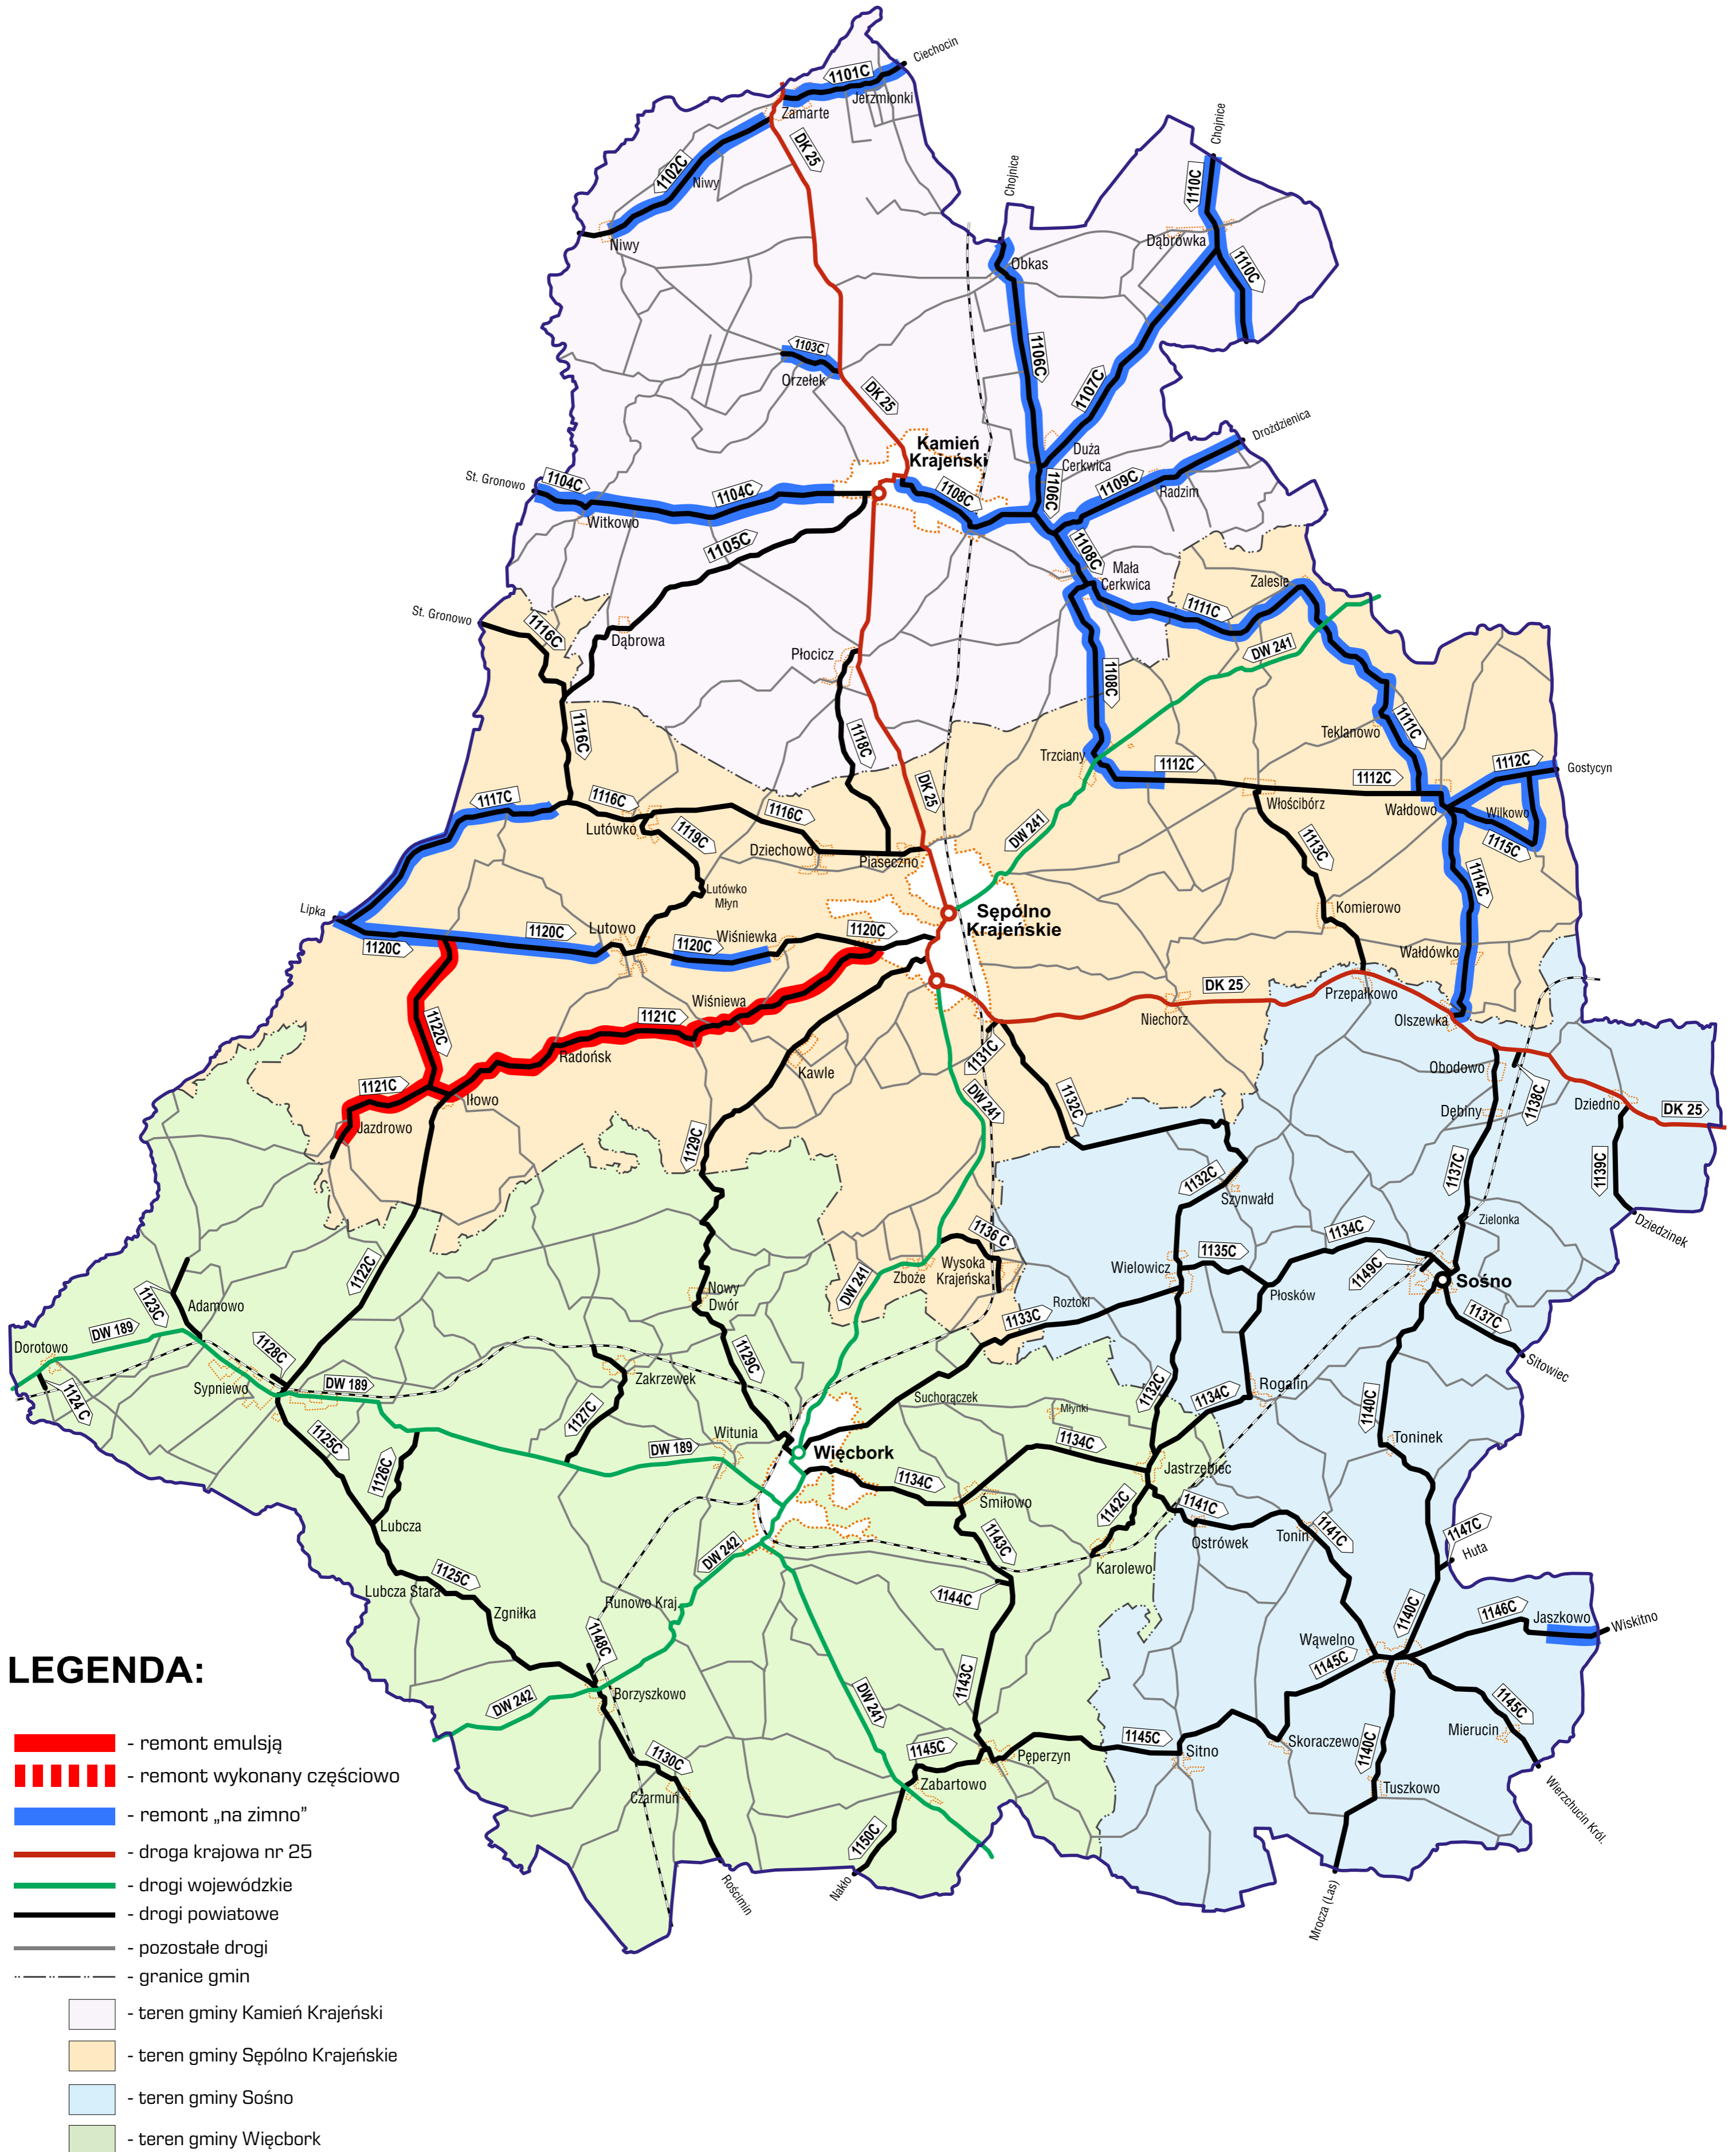 Ciechocin
1101C
Jerzmionki
Zamarte
DK 25
1102C
Niwy
Niwy
Chojnice
Chojnice
1110C
Dąbrówka
1110C
Obkas
1106C
1103C
Orzełek
DK 25
1107C
Kamień
Krajeński
Duża
Cerkwica
Drożdzienica
St. Gronowo
1104C
1104C
1108C
1106C
1109C
Radzim
Witkowo
1105C
1108C
Mała
Cerkwica
Zalesie
1111C
St. Gronowo
1116C
Dąbrowa
Płocicz
DW 241
1108C
1116C
1118C
Teklanowo
1111C
Trzciany
1112C
1112C
1112C
Gostycyn
DK 25
1117C
1116C
1116C
Włościbórz
Wałdowo
Wilkowo
Lutówko
1119C
Dziechowo
Piaseczno
DW 241
1113C
1115C
1114C
Lutówko
Młyn
Lipka
Sępólno
Krajeńskie
Komierowo
1120C
1120C
Lutowo
1120C
Wiśniewka
1120C
Wałdówko
Wiśniewa
1121C
DK 25
Przepałkowo
Niechorz
Olszewka
1122C
Radońsk
Kawle
1131C
Obodowo
1138C
1121C
Iłowo
DW 241
1132C
Dębiny
Dziedno
DK 25
Jazdrowo
1129C
1137C
1139C
1132C
Szynwałd
Zielonka
Dziedzinek
1136 C
1134C
1135C
1122C
Zboże
Wysoka
Krajeńska
Wielowicz
1149C
Sośno
1123C
Adamowo
Nowy
Dwór
DW 241
Roztoki
1133C
Płosków
1137C
DW 189
Dorotowo
1128C
1129C
Sitowiec
Sypniewo
DW 189
Zakrzewek
1124 C
Suchorączek
1132C
1134C
Rogalin
1127C
Młynki
1140C
1125C
Witunia
DW 189
Więcbork
1134C
Toninek
1126C
1134C
Jastrzębiec
Śmiłowo
1142C
1141C
Lubcza
1143C
Ostrówek
Tonin
1141C
1147C
Huta
DW 242
Karolewo
1125C
Lubcza Stara
1144C
Runowo Kraj.
Zgniłka
1140C
1146C
Jaszkowo
Wiskitno
1148C
Wąwelno
1145C
1143C
DW 242
Borzyszkowo
DW 241
1145C
Mierucin
1145C
1140C
1145C
Sitno
Skoraczewo
Pęperzyn
1130C
Zabartowo
Tuszkowo
Czarmuń
Wierzchucin Król.
1150C
Rościmin
Nakło
Mrocza (Las)
LEGENDA:
- remont emulsją
- remont wykonany częściowo
- remont „na zimno”
- droga krajowa nr 25
- drogi wojewódzkie
- drogi powiatowe
- pozostałe drogi
- granice gmin
- teren gminy Kamień Krajeński
- teren gminy Sępólno Krajeńskie
- teren gminy Sośno
- teren gminy Więcbork